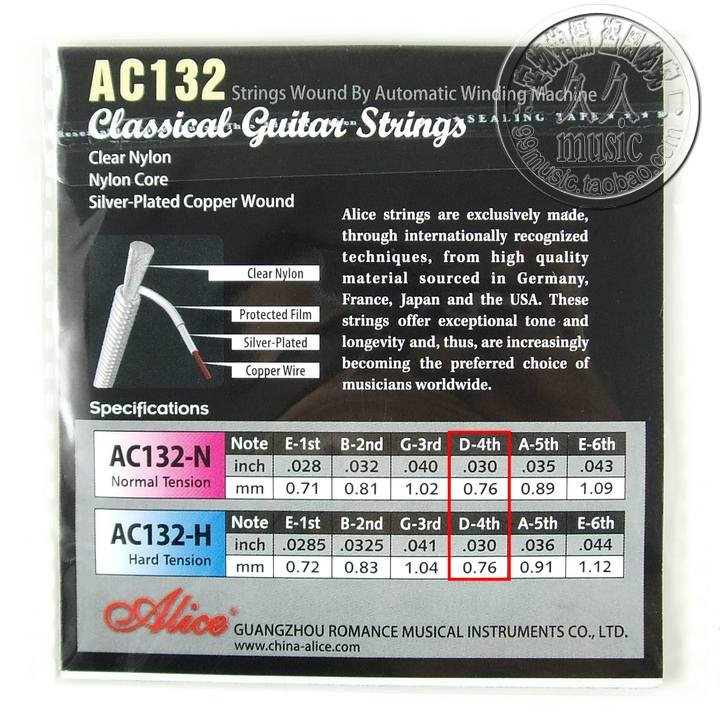 AC132 Strings Wound By Automatic Winding Machine
Classical Guitar Strings
SEALING TAPE
99music.taobao.com
久久
music
Clear Nylon
Nylon Core
Silver-Plated Copper Wound
Alice strings are exclusively made,
through internationally recognized
techniques, from high quality
material sourced in Germany,
France, Japan and the USA. These
strings offer exceptional tone and
longevity and, thus, are increasingly
becoming the preferred choice of
musicians worldwide.
Clear Nylon
Protected Film
Silver-Plated
Copper Wire
Specifications
AC132-N
Normal Tension
Note E-1st B-2nd G-3rd D-4th A-5th E-6th
inch .028 .032 .040 .030 .035 .043
mm 0.71 0.81 1.02 0.76 0.89 1.09
AC132-H
Hard Tension
Note E-1st B-2nd G-3rd D-4th A-5th E-6th
inch .0285 .0325 .041 .030 .036 .044
mm 0.72 0.83 1.04 0.76 0.91 1.12
Alice
GUANGZHOU ROMANCE MUSICAL INSTRUMENTS CO., LTD.
www.china-alice.com